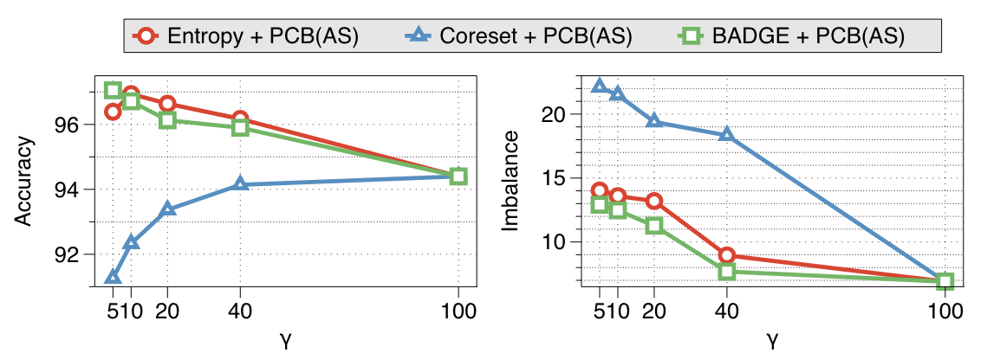 Entropy + PCB(AS) Coreset + PCB(AS) BADGE + PCB(AS)
Accuracy
96
94
92
5 10 20 40 100
γ
Imbalance
20
15
10
5 10 20 40 100
γ